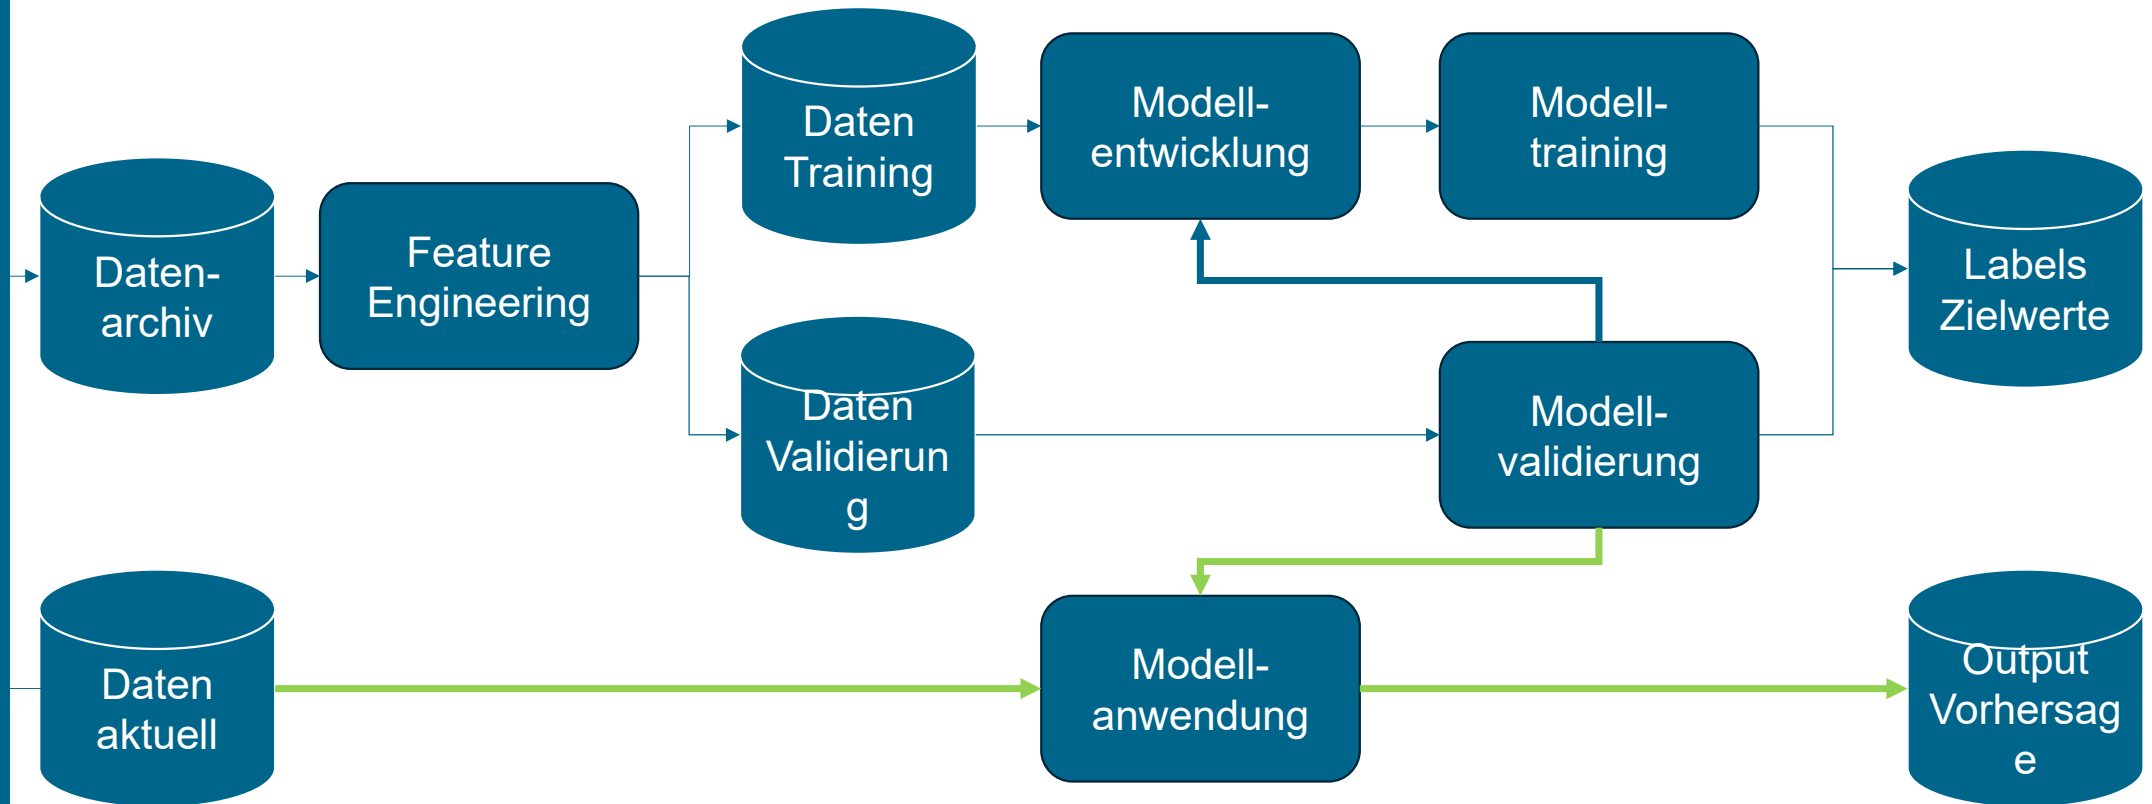 Daten
Training
Modell-
entwicklung
Modell-
training
Daten-
archiv
Feature
Engineering
Labels
Zielwerte
Daten
Validierun
g
Modell-
validierung
Daten
aktuell
Modell-
anwendung
Output
Vorhersag
e